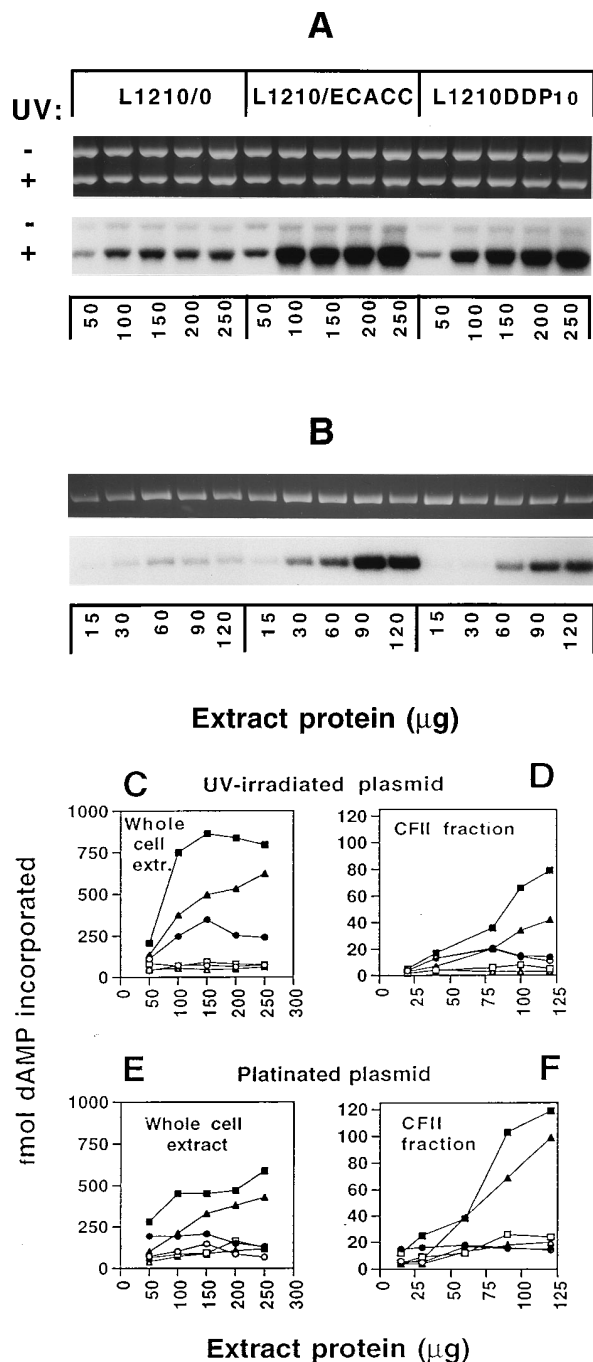 A
L1210/0 L1210/ECACC L1210DDP10
UV:
-
+
-
+
50 100 150 200 250 50 100 150 200 250 50 100 150 200 250
B
15 30 60 90 120 15 30 60 90 120 15 30 60 90 120
Extract protein (μg)
C UV-irradiated plasmid D
fmol dAMP incorporated
1000
750
500
250
0
Whole
cell
extr.
0 50 100 150 200 250 300
120
100
80
60
40
20
0
CFII fraction
0 25 50 75 100 125
E Platinated plasmid F
1000
750
500
250
0
Whole cell
extract
0 50 100 150 200 250 300
120
100
80
60
40
20
0
CFII
fraction
0 25 50 75 100 125
Extract protein (μg)